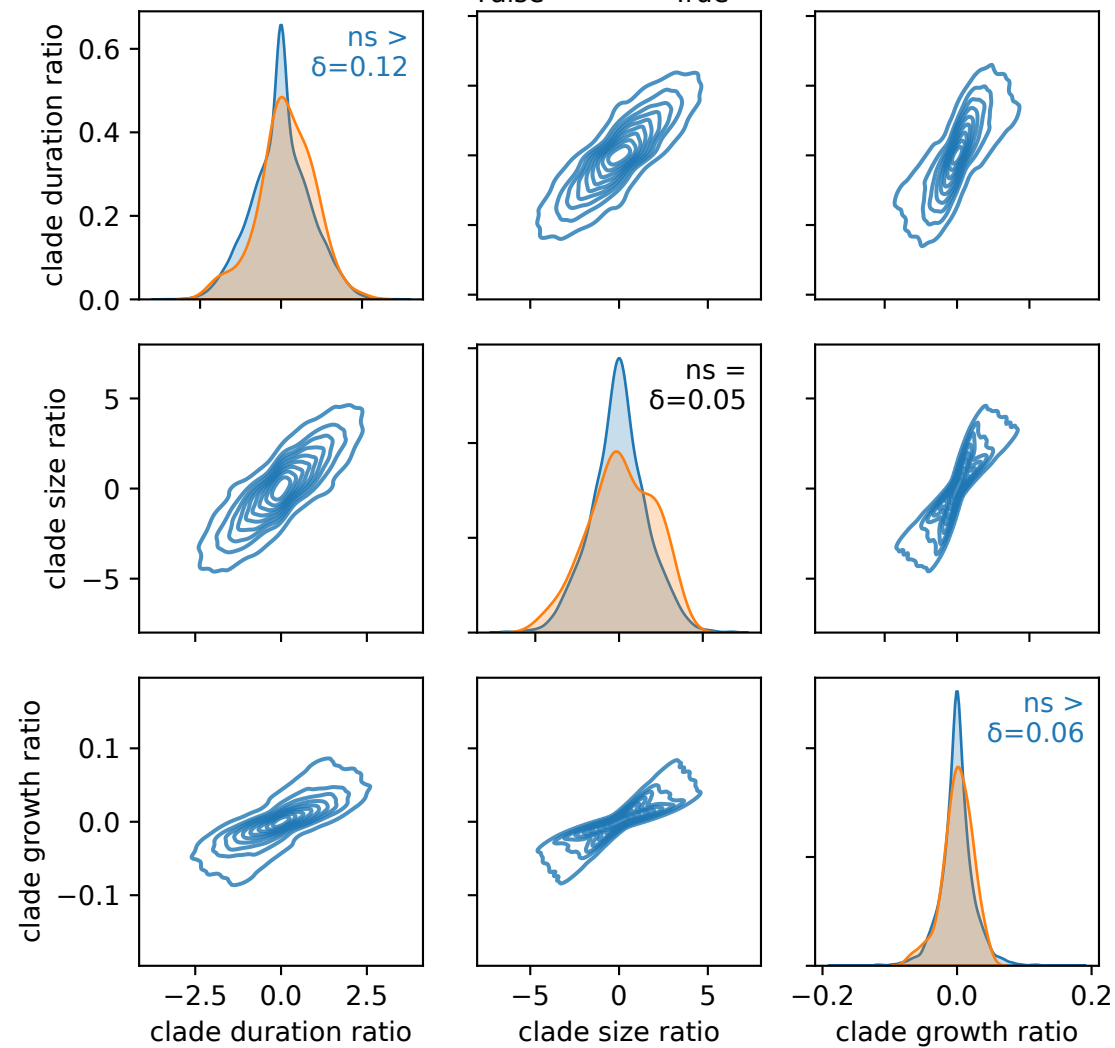 0.6
0.4
0.2
0.0
clade duration ratio
ns >
δ=0.12
5
0
−5
clade size ratio
ns =
δ=0.05
0.1
0.0
−0.1
clade growth ratio
ns >
δ=0.06
−2.5 0.0 2.5
−5 0 5
−0.2 0.0 0.2
clade duration ratio
clade size ratio
clade growth ratio